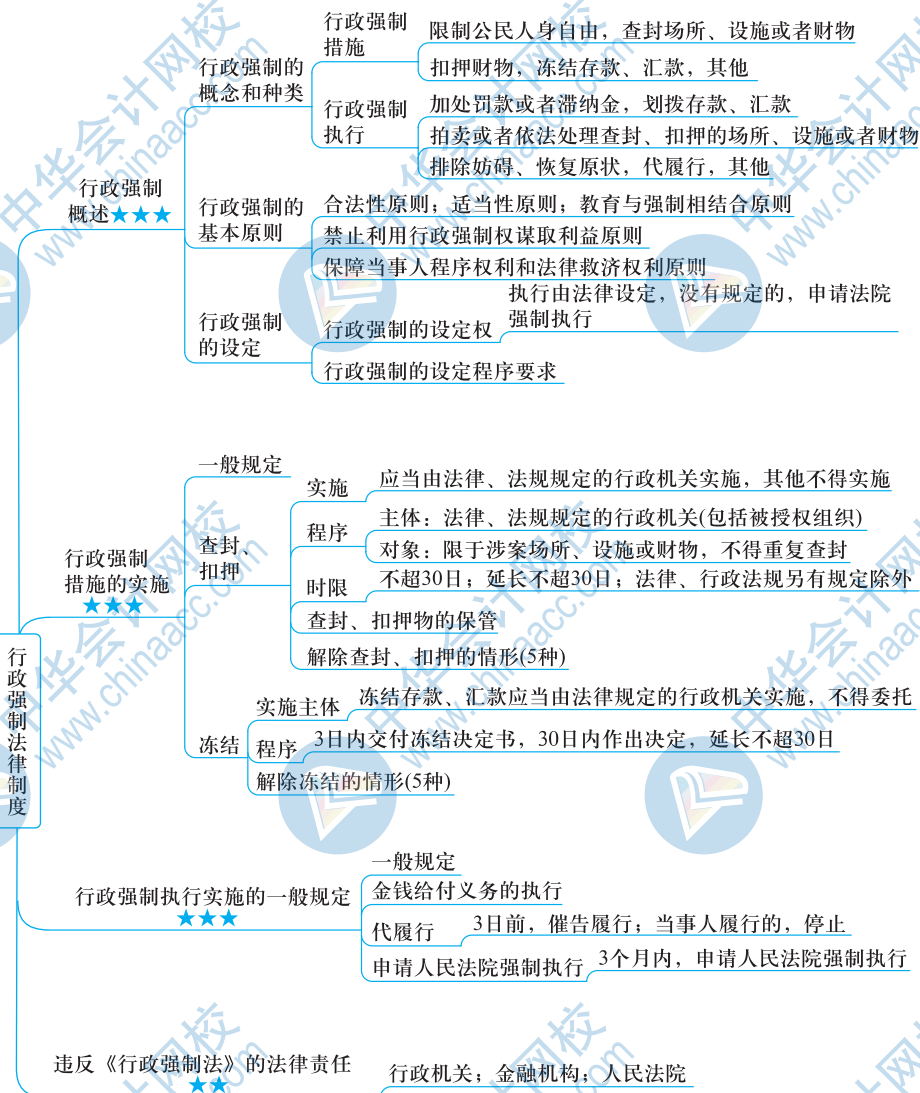 行政强制法律制度
行政强制
概述★★★
行政强制的
概念和种类
行政强制
措施
限制公民人身自由，查封场所、设施或者财物
扣押财物，冻结存款、汇款，其他
行政强制
执行
加处罚款或者滞纳金，划拨存款、汇款
拍卖或者依法处理查封、扣押的场所、设施或者财物
排除妨碍、恢复原状，代履行，其他
行政强制的
基本原则
合法性原则；适当性原则；教育与强制相结合原则
禁止利用行政强制权谋取利益原则
保障当事人程序权利和法律救济权利原则
行政强制
的设定
行政强制的设定权
执行由法律设定，没有规定的，申请法院
强制执行
行政强制的设定程序要求
行政强制
措施的实施
★★★
一般规定
查封、
扣押
实施
应当由法律、法规规定的行政机关实施，其他不得实施
程序
主体：法律、法规规定的行政机关(包括被授权组织)
对象：限于涉案场所、设施或财物，不得重复查封
时限
不超30日；延长不超30日；法律、行政法规另有规定除外
查封、扣押物的保管
解除查封、扣押的情形(5种)
冻结
实施主体
冻结存款、汇款应当由法律规定的行政机关实施，不得委托
程序
3日内交付冻结决定书，30日内作出决定，延长不超30日
解除冻结的情形(5种)
行政强制执行实施的一般规定
★★★
一般规定
金钱给付义务的执行
代履行
3日前，催告履行；当事人履行的，停止
申请人民法院强制执行
3个月内，申请人民法院强制执行
违反《行政强制法》的法律责任
★★
行政机关；金融机构；人民法院
中华会计网校
www.chinaacc.com